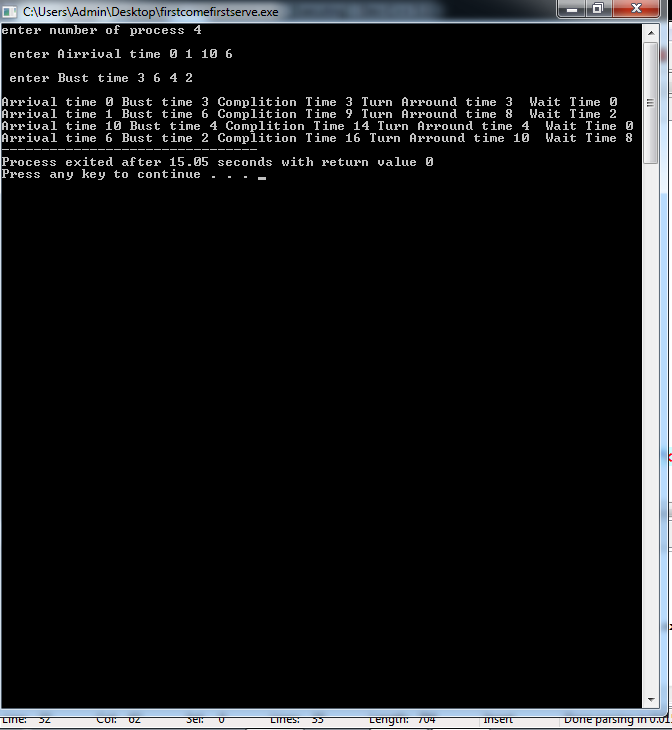 C:\Users\Admin\Desktop\firstcomefirstserve.exe
enter number of process 4
enter Airrival time 0 1 10 6
enter Bust time 3 6 4 2
Arrival time 0 Bust time 3 Complition Time 3 Turn Arround time 3  Wait Time 0
Arrival time 1 Bust time 6 Complition Time 9 Turn Arround time 8  Wait Time 2
Arrival time 10 Bust time 4 Complition Time 14 Turn Arround time 4  Wait Time 0
Arrival time 6 Bust time 2 Complition Time 16 Turn Arround time 10  Wait Time 8
--------------------------------
Process exited after 15.05 seconds with return value 0
Press any key to continue . . . _
Line: 32 Col: 62 Sel: 0 Lines: 33 Length: 704 Insert Done parsing in 0.01